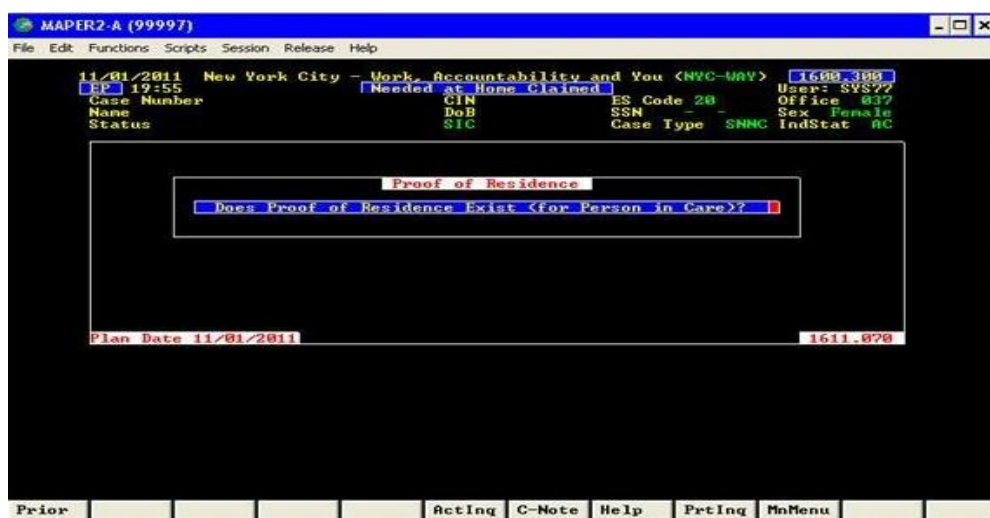 MAPER2-A (99997)
File Edit Functions Scripts Session Release Help
11/01/2011 New York City - Work, Accountability and You (NYC-WAY) 1600.300
EP 19:55 Needed at Home Claimed User: SYS77
Case Number CIN ES Code 20 Office 037
Name DoB SSN - - Sex Female
Status SIC Case Type SNNC IndStat AC
Proof of Residence
Does Proof of Residence Exist (for Person in Care)?
Plan Date 11/01/2011 1611.070
Prior ActInq C-Note Help PrtInq MnMenu